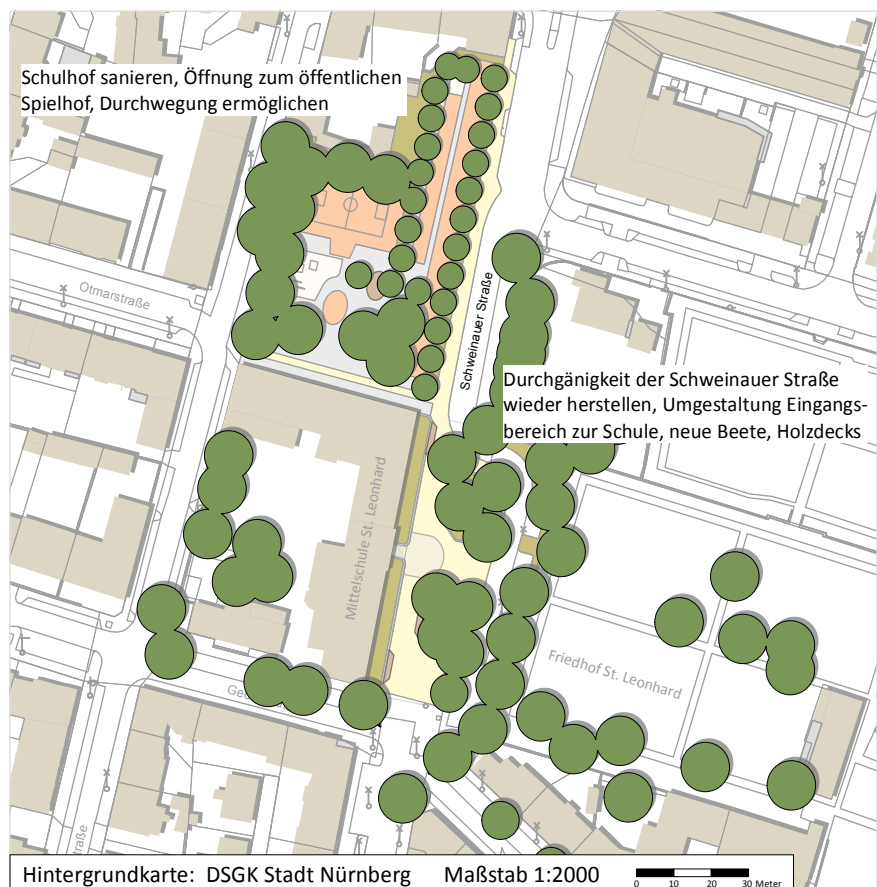 Schulhof sanieren, Öffnung zum öffentlichen
Spielhof, Durchwegung ermöglichen
Otmarstraße
Schweinauer Straße
Durchgänigkeit der Schweinauer Straße
wieder herstellen, Umgestaltung Eingangs-
bereich zur Schule, neue Beete, Holzdecks
Mittelschule St. Leonhard
Friedhof St. Leonhard
Hintergrundkarte: DSGK Stadt Nürnberg Maßstab 1:2000
0 10 20 30 Meter